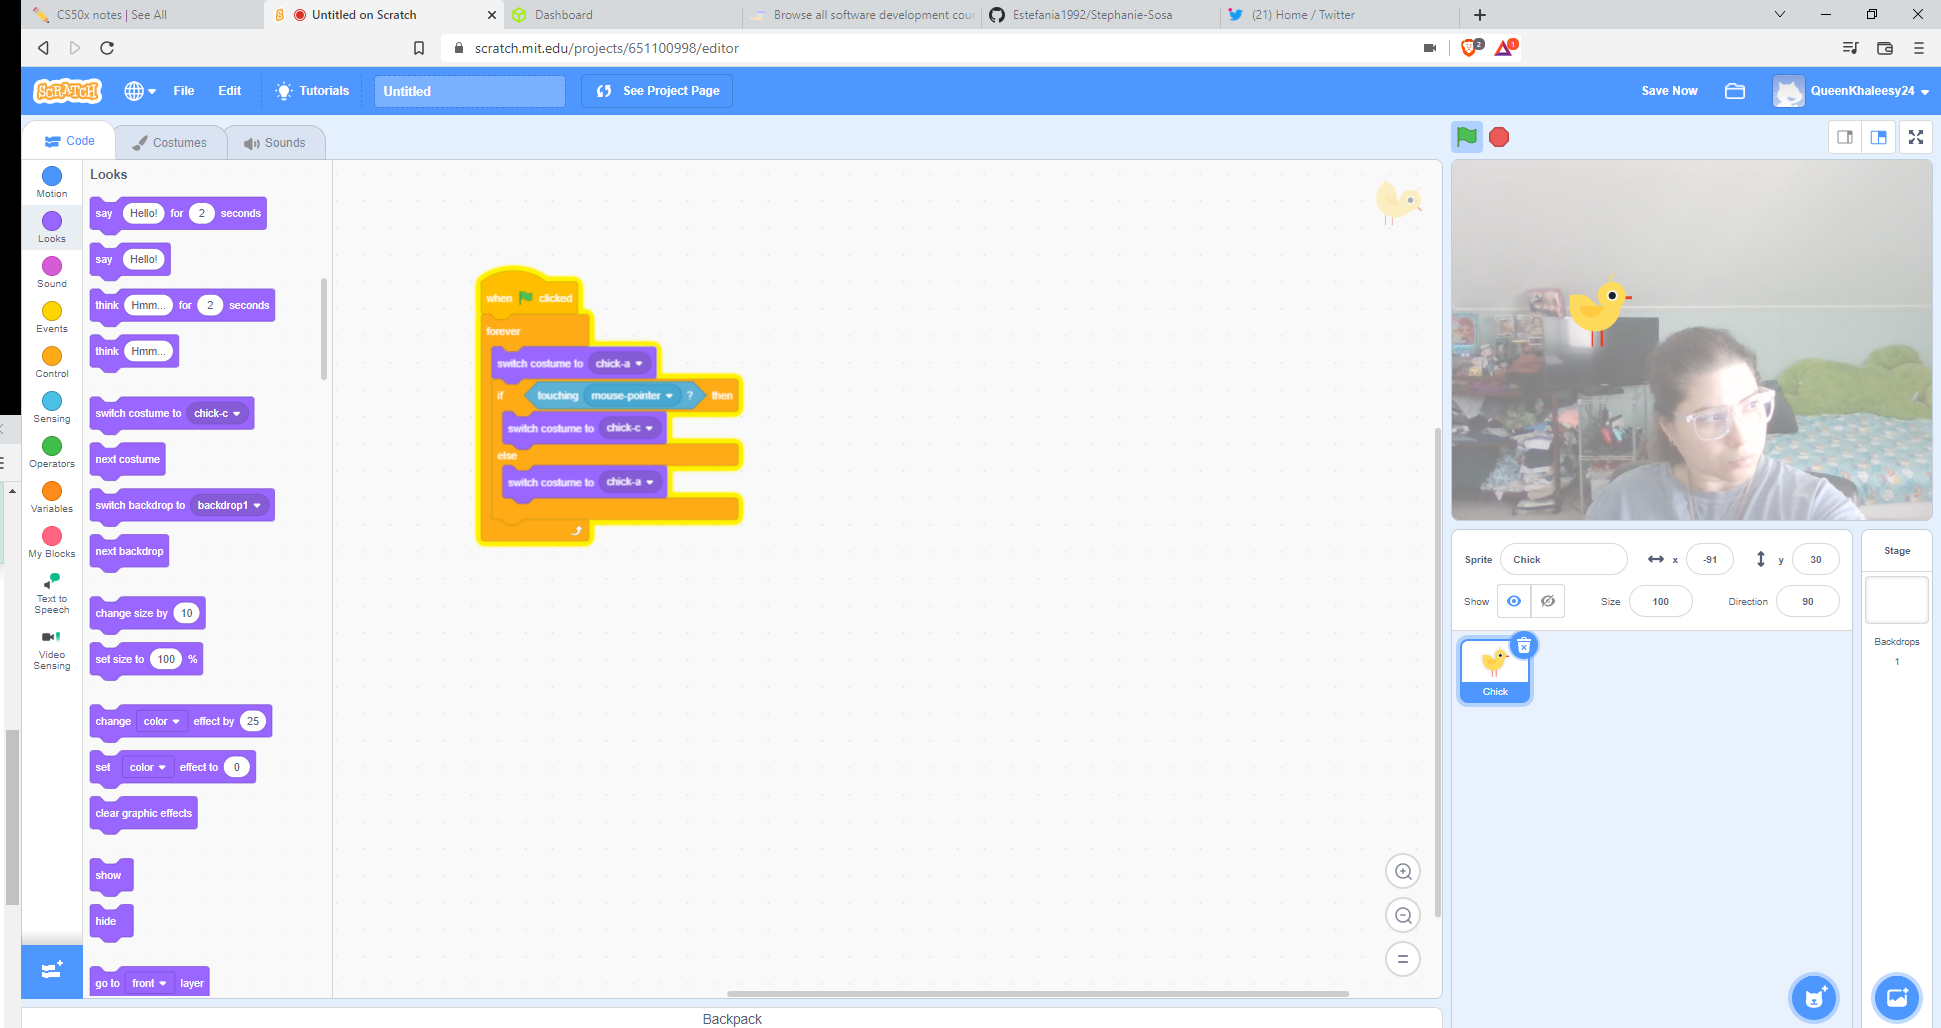 CS50x notes | See All
Untitled on Scratch
Dashboard
Browse all software development cour
Estefania1992/Stephanie-Sosa
(21) Home / Twitter
scratch.mit.edu/projects/651100998/editor
2
1
SCRATCH
File
Edit
Tutorials
Untitled
See Project Page
Save Now
QueenKhaleesy24
Code
Costumes
Sounds
Motion
Looks
Sound
Events
Control
Sensing
Operators
Variables
My Blocks
Text to
Speech
Video
Sensing
Looks
say Hello! for 2 seconds
say Hello!
think Hmm... for 2 seconds
think Hmm...
switch costume to chick-c
next costume
switch backdrop to backdrop1
next backdrop
change size by 10
set size to 100 %
change color effect by 25
set color effect to 0
clear graphic effects
show
hide
go to front layer
when clicked
forever
switch costume to chick-a
if touching mouse-pointer ? then
switch costume to chick-c
else
switch costume to chick-a
Sprite Chick x -91 y 30
Show Size 100 Direction 90
Chick
Stage
Backdrops
1
Backpack